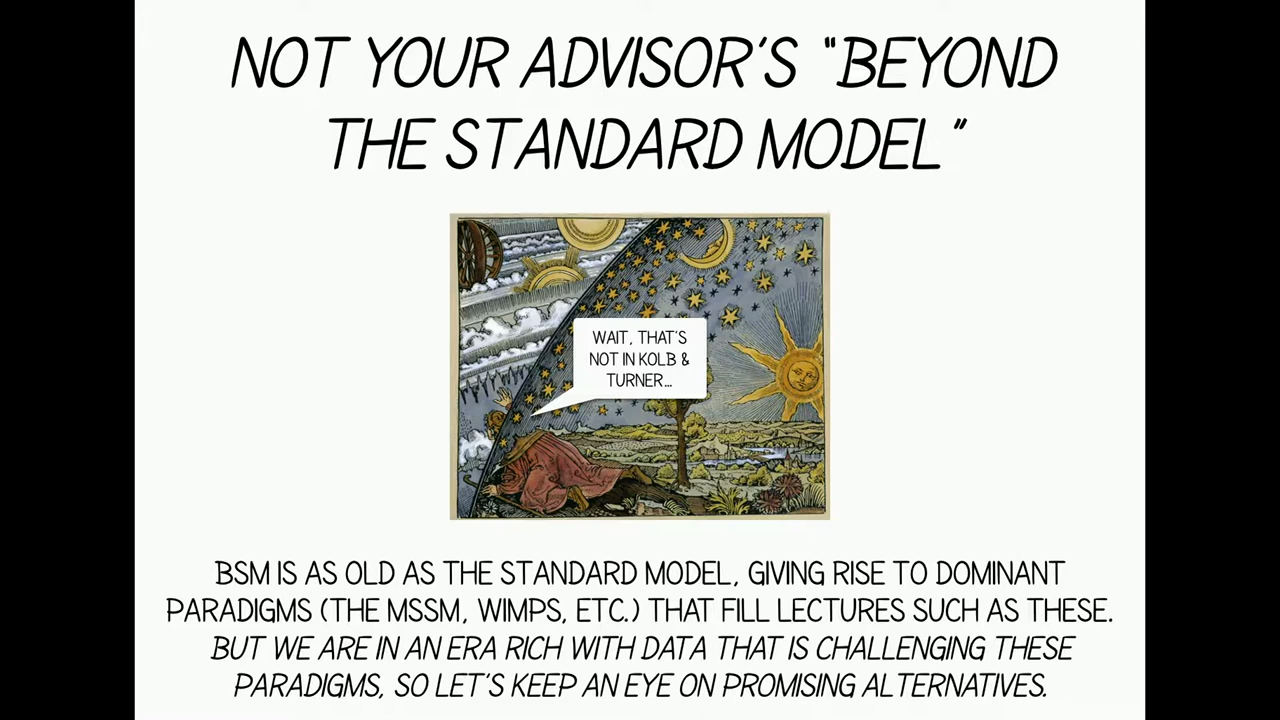 NOT YOUR ADVISOR'S "BEYOND
THE STANDARD MODEL"
WAIT, THAT'S
NOT IN KOLB &
TURNER...
BSM IS AS OLD AS THE STANDARD MODEL, GIVING RISE TO DOMINANT
PARADIGMS (THE MSSM, WIMPS, ETC.) THAT FILL LECTURES SUCH AS THESE.
BUT WE ARE IN AN ERA RICH WITH DATA THAT IS CHALLENGING THESE
PARADIGMS, SO LET'S KEEP AN EYE ON PROMISING ALTERNATIVES.